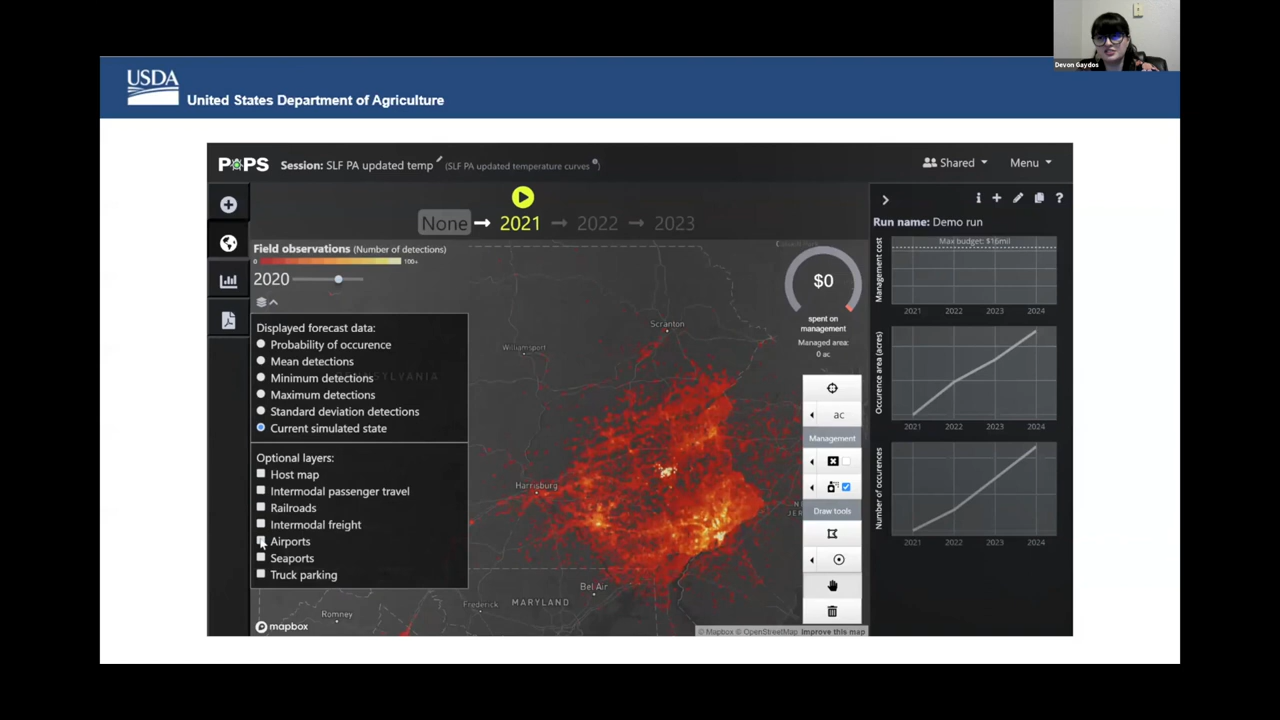 Devon Gaydos
USDA
United States Department of Agriculture
POPS
Session: SLF PA updated temp (SLF PA updated temperature curves )
Shared
Menu
None → 2021 → 2022 → 2023
Field observations (Number of detections)
0 100+
2020
Displayed forecast data:
Probability of occurence
Mean detections
Minimum detections
Maximum detections
Standard deviation detections
Current simulated state
Optional layers:
Host map
Intermodal passenger travel
Railroads
Intermodal freight
Airports
Seaports
Truck parking
Scranton
Williamsport
Harrisburg
Bel Air
Frederick
MARYLAND
Romney
mapbox
© Mapbox © OpenStreetMap Improve this map
$0
spent on
management
Managed area:
0 ac
ac
Management
Draw tools
Run name: Demo run
Management cost
Max budget: $16mil
2021 2022 2023 2024
Occurence area (acres)
2021 2022 2023 2024
Number of occurences
2021 2022 2023 2024